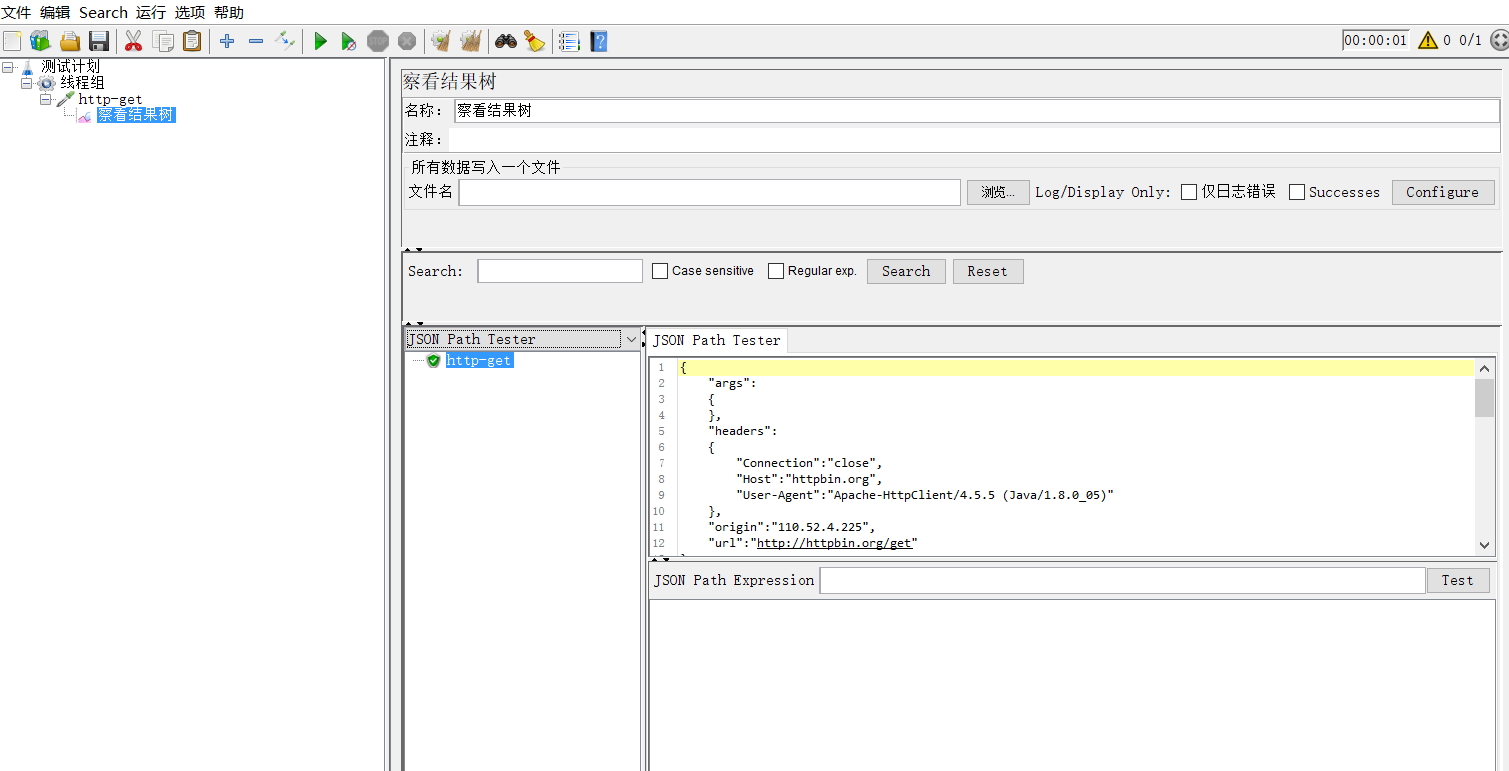 文件 编辑 Search 运行 选项 帮助
STOP
00:00:01 0 0/1
测试计划
线程组
http-get
察看结果树
察看结果树
名称： 察看结果树
注释：
所有数据写入一个文件
文件名 浏览... Log/Display Only: 仅日志错误 Successes Configure
Search: Case sensitive Regular exp. Search Reset
JSON Path Tester
http-get
JSON Path Tester
1 {
2 "args":
3 {
4 },
5 "headers":
6 {
7 "Connection":"close",
8 "Host":"httpbin.org",
9 "User-Agent":"Apache-HttpClient/4.5.5 (Java/1.8.0_05)"
10 },
11 "origin":"110.52.4.225",
12 "url":"http://httpbin.org/get"
JSON Path Expression Test